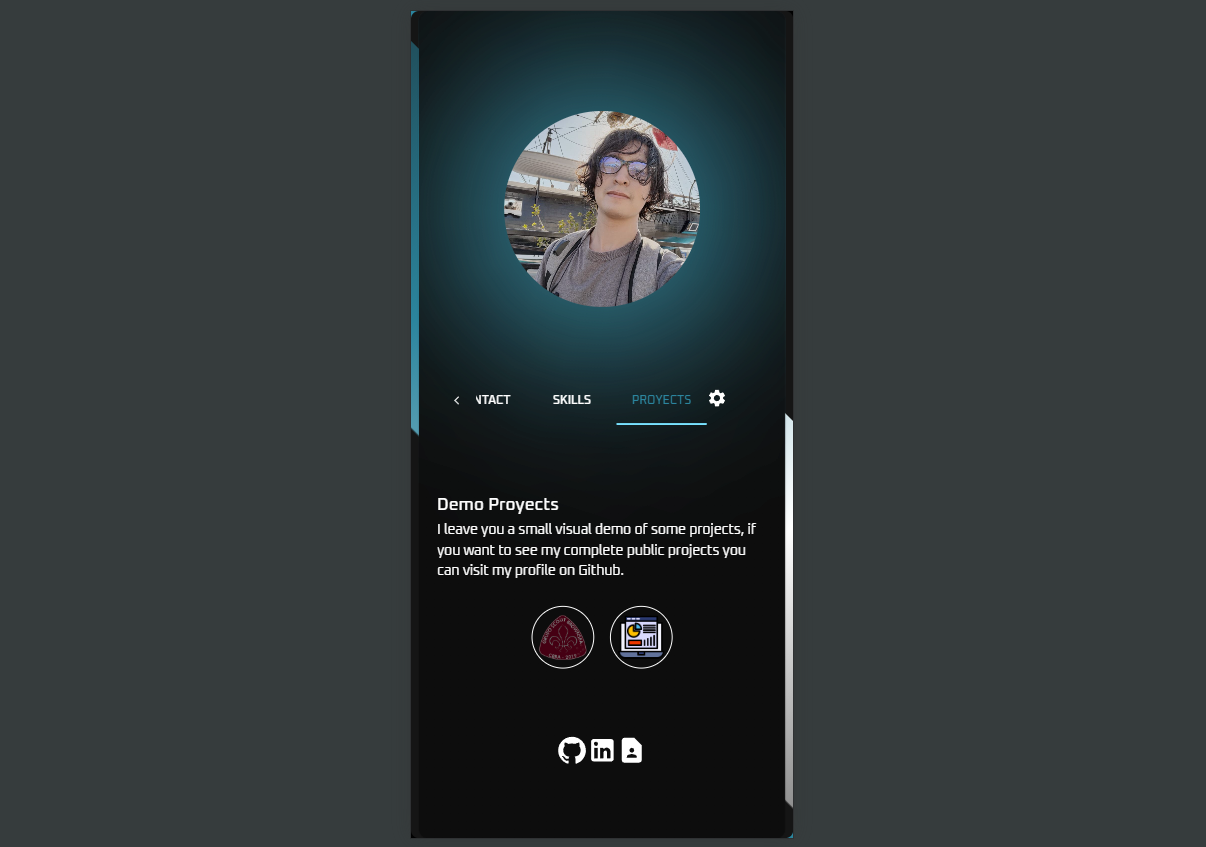 NTACT SKILLS PROYECTS
Demo Proyects
I leave you a small visual demo of some projects, if
you want to see my complete public projects you
can visit my profile on Github.
in